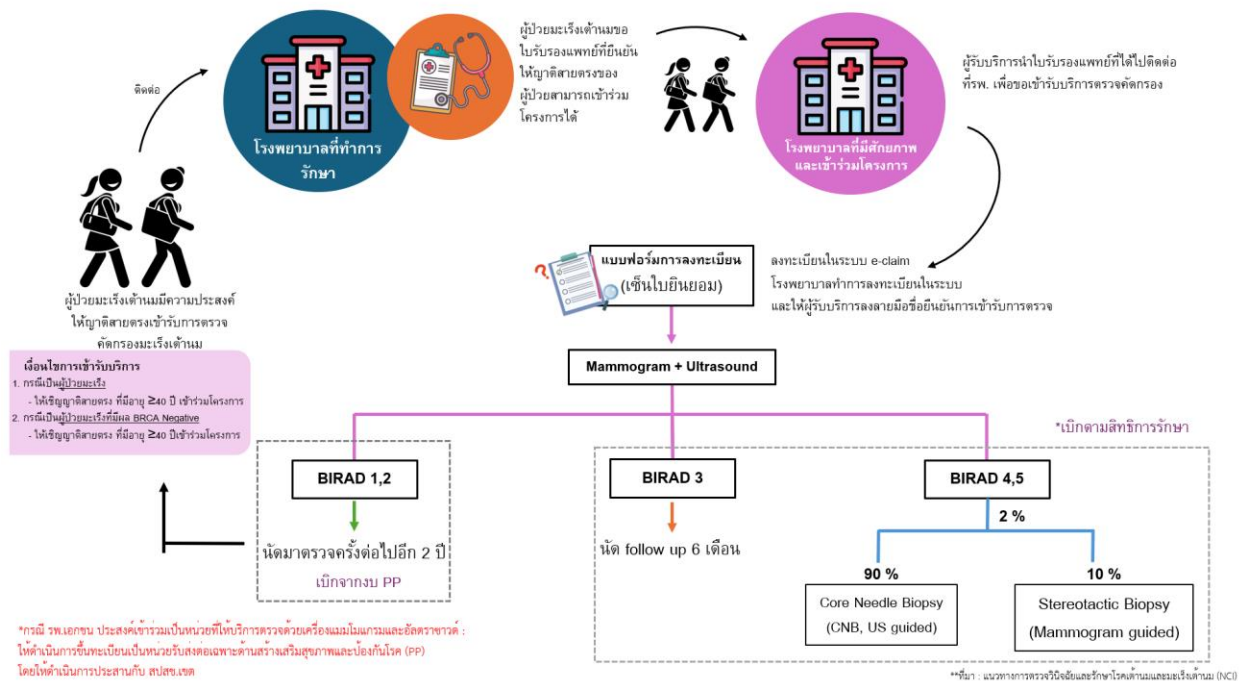 ติดต่อ
โรงพยาบาลที่ทำการ
รักษา
ผู้ป่วยมะเร็งเต้านมขอ
ใบรับรองแพทย์ที่ยืนยัน
ให้ญาติสายตรงของ
ผู้ป่วยสามารถเข้าร่วม
โครงการได้
โรงพยาบาลที่มีศักยภาพ
และเข้าร่วมโครงการ
ผู้รับบริการนำใบรับรองแพทย์ที่ได้ไปติดต่อ
ที่รพ. เพื่อขอเข้ารับบริการตรวจคัดกรอง
ผู้ป่วยมะเร็งเต้านมมีความประสงค์
ให้ญาติสายตรงเข้ารับการตรวจ
คัดกรองมะเร็งเต้านม
เงื่อนไขการเข้ารับบริการ
1. กรณีเป็นผู้ป่วยมะเร็ง
- ให้เชิญญาติสายตรง ที่มีอายุ ≥40 ปี เข้าร่วมโครงการ
2. กรณีเป็นผู้ป่วยมะเร็งที่มีผล BRCA Negative
- ให้เชิญญาติสายตรง ที่มีอายุ ≥40 ปีเข้าร่วมโครงการ
แบบฟอร์มการลงทะเบียน
(เซ็นใบยินยอม)
ลงทะเบียนในระบบ e-claim
โรงพยาบาลทำการลงทะเบียนในระบบ
และให้ผู้รับบริการลงลายมือชื่อยืนยันการเข้ารับการตรวจ
Mammogram + Ultrasound
*เบิกตามสิทธิการรักษา
BIRAD 1,2
BIRAD 3
BIRAD 4,5
2 %
นัดมาตรวจครั้งต่อไปอีก 2 ปี
เบิกจากงบ PP
นัด follow up 6 เดือน
90 %
10 %
Core Needle Biopsy
(CNB, US guided)
Stereotactic Biopsy
(Mammogram guided)
*กรณี รพ.เอกชน ประสงค์เข้าร่วมเป็นหน่วยที่ให้บริการตรวจด้วยเครื่องแมมโมแกรมและอัลตราซาวด์ :
ให้ดำเนินการขึ้นทะเบียนเป็นหน่วยรับส่งต่อเฉพาะด้านสร้างเสริมสุขภาพและป้องกันโรค (PP)
โดยให้ดำเนินการประสานกับ สปสช.เขต
**ที่มา : แนวทางการตรวจวินิจฉัยและรักษาโรคเต้านมและมะเร็งเต้านม (NCI)